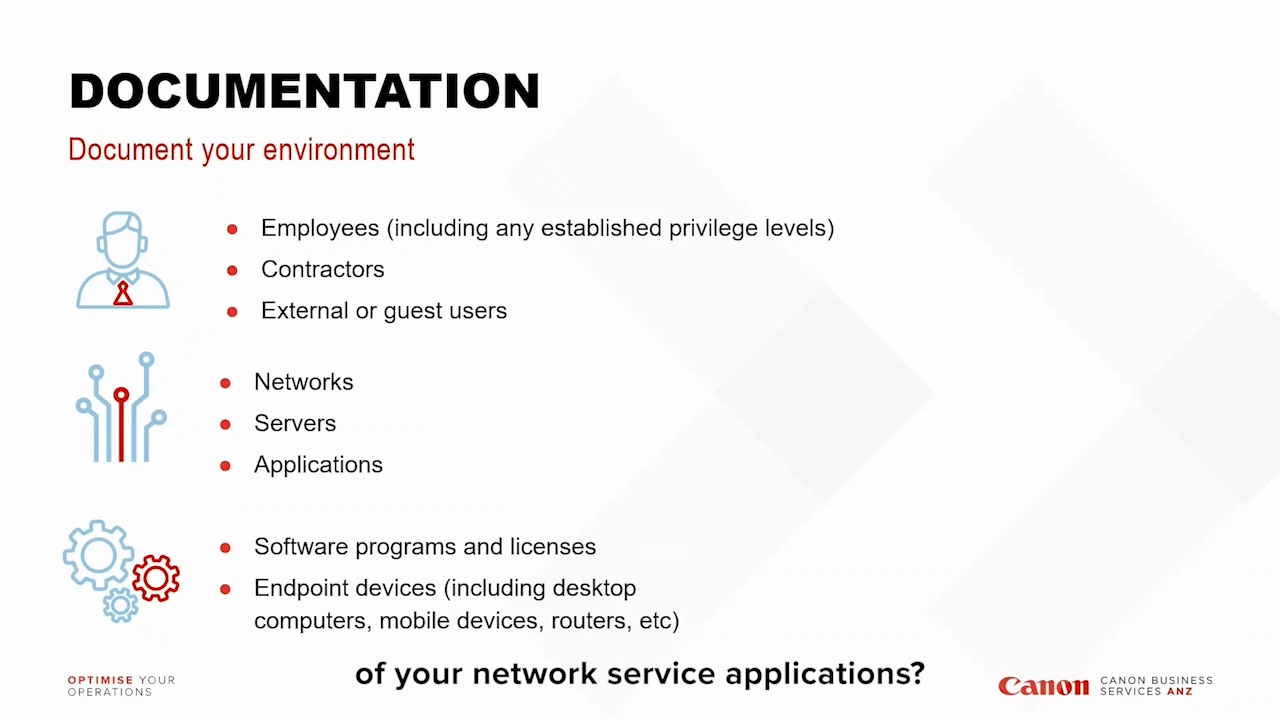 DOCUMENTATION
Document your environment
● Employees (including any established privilege levels)
● Contractors
● External or guest users
● Networks
● Servers
● Applications
● Software programs and licenses
● Endpoint devices (including desktop
computers, mobile devices, routers, etc)
of your network service applications?
OPTIMISE YOUR
OPERATIONS
Canon
CANON BUSINESS
SERVICES ANZ